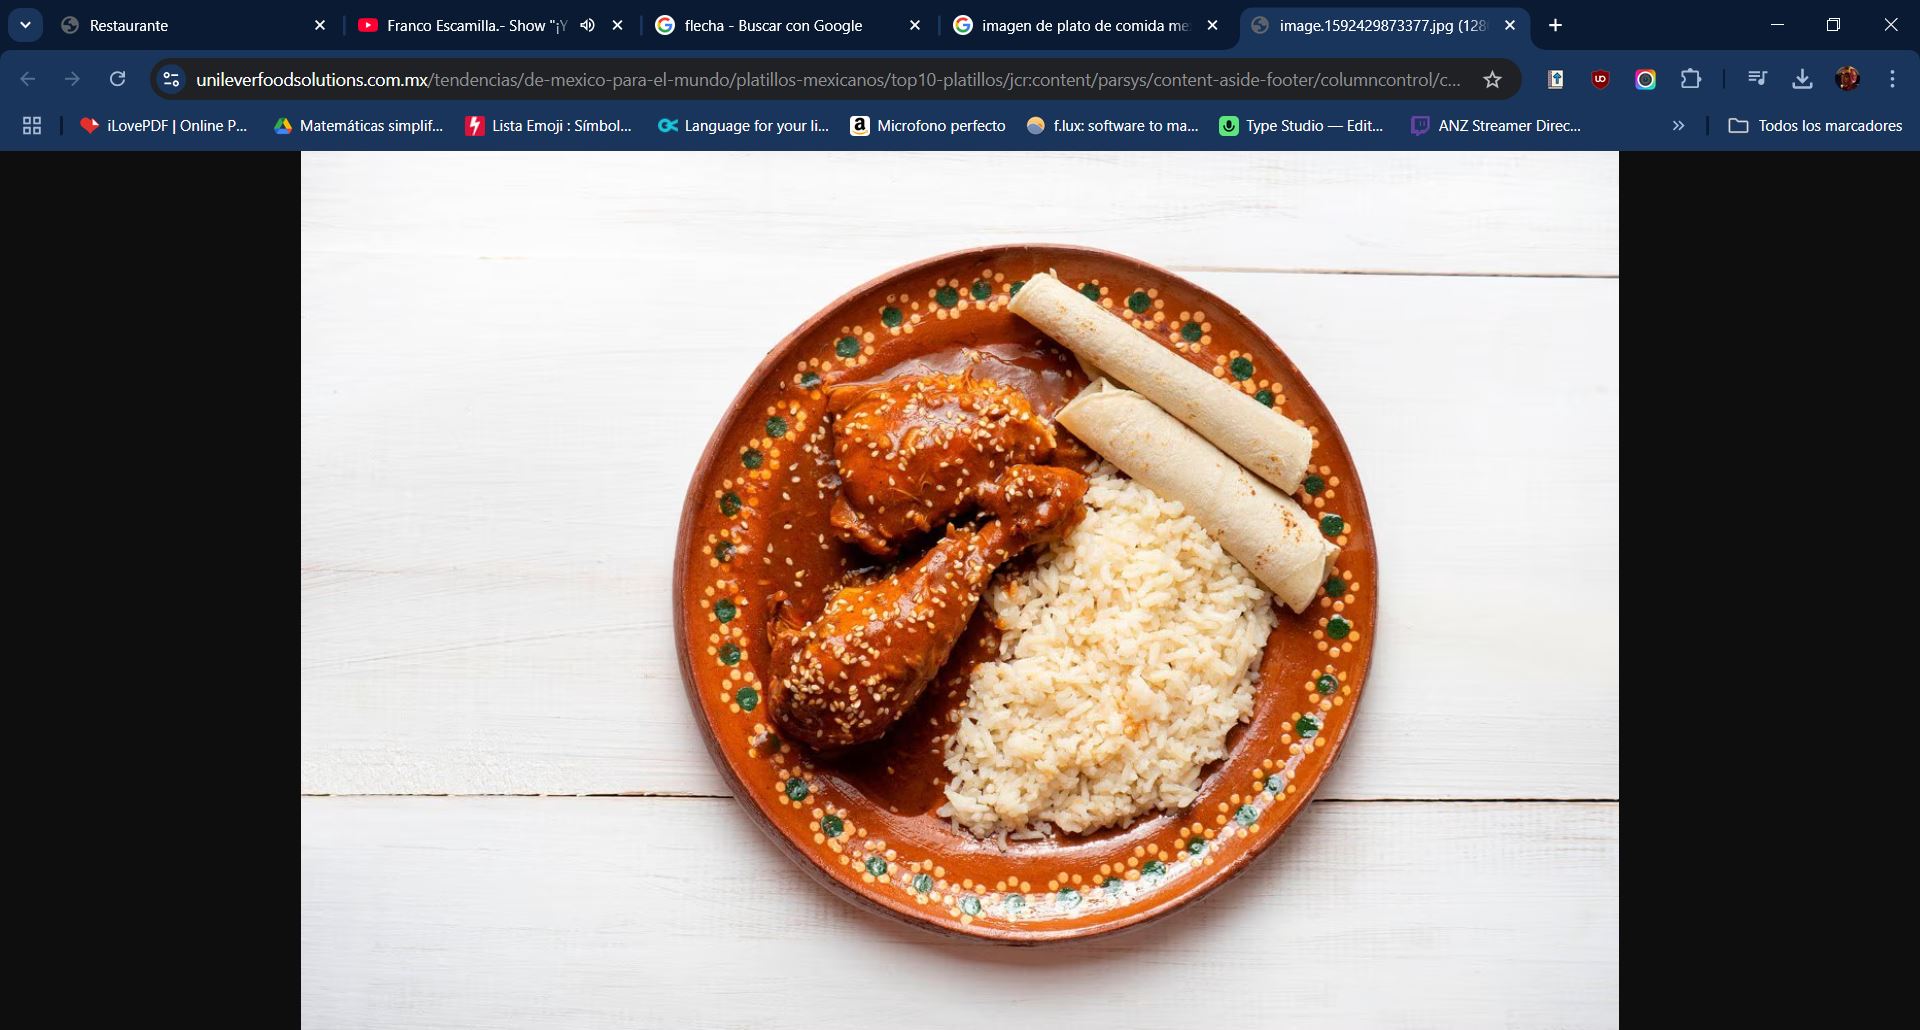 Restaurante
Franco Escamilla.- Show "¡Y
flecha - Buscar con Google
imagen de plato de comida me
image.1592429873377.jpg (128
unileverfoodsolutions.com.mx/tendencias/de-mexico-para-el-mundo/platillos-mexicanos/top10-platillos/jcr:content/parsys/content-aside-footer/columncontrol/c...
iLovePDF | Online P...
Matemáticas simplif...
Lista Emoji : Símbol...
Language for your li...
Microfono perfecto
f.lux: software to ma...
Type Studio — Edit...
ANZ Streamer Direc...
Todos los marcadores